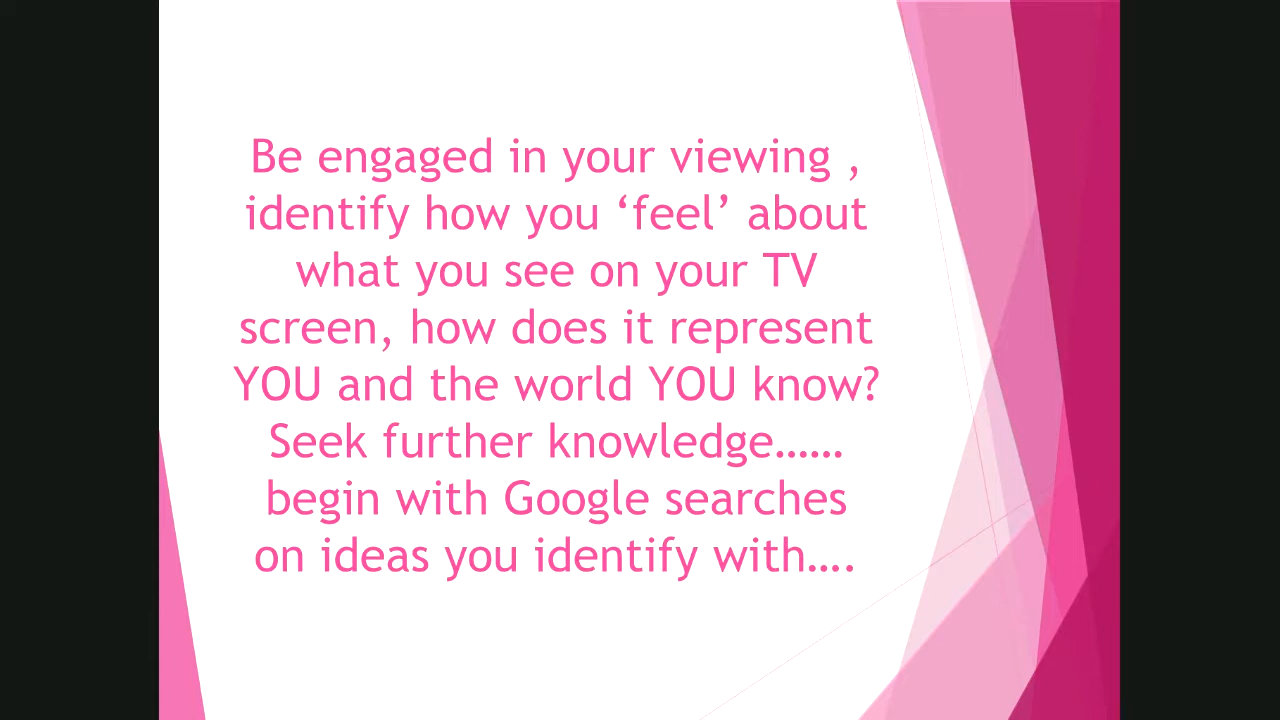 Be engaged in your viewing ,
identify how you ‘feel’ about
what you see on your TV
screen, how does it represent
YOU and the world YOU know?
Seek further knowledge……
begin with Google searches
on ideas you identify with….